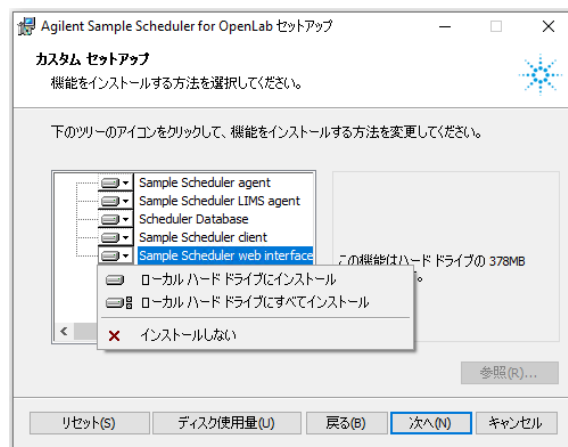 Agilent Sample Scheduler for OpenLab セットアップ
カスタム セットアップ
機能をインストールする方法を選択してください。
下のツリーのアイコンをクリックして、機能をインストールする方法を変更してください。
Sample Scheduler agent
Sample Scheduler LIMS agent
Scheduler Database
Sample Scheduler client
Sample Scheduler web interface
この機能はハード ドライブの 378MB
ローカル ハード ドライブにインストール
ローカル ハード ドライブにすべてインストール
インストールしない
参照(R)...
リセット(S) ディスク使用量(U) 戻る(B) 次へ(N) キャンセル